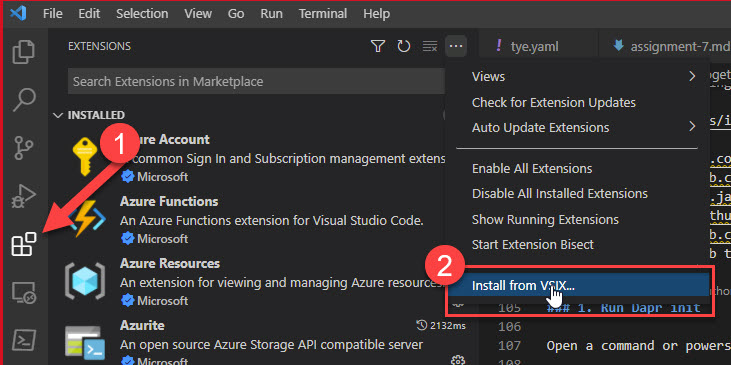 File Edit Selection View Go Run Terminal Help
EXTENSIONS
tye.yaml
assignment-7.md
Search Extensions in Marketplace
INSTALLED
Account
common Sign In and Subscription management extens
Microsoft
Azure Functions
An Azure Functions extension for Visual Studio Code.
Microsoft
Azure Resources
An extension for viewing and managing Azure resources
Microsoft
Azurite
2132ms
An open source Azure Storage API compatible server
Views
Check for Extension Updates
Auto Update Extensions
Enable All Extensions
Disable All Installed Extensions
Show Running Extensions
Start Extension Bisect
Install from VSIX...
1
2
105 ### 1. Run Dapr init
106
107 Open a command or powers
108